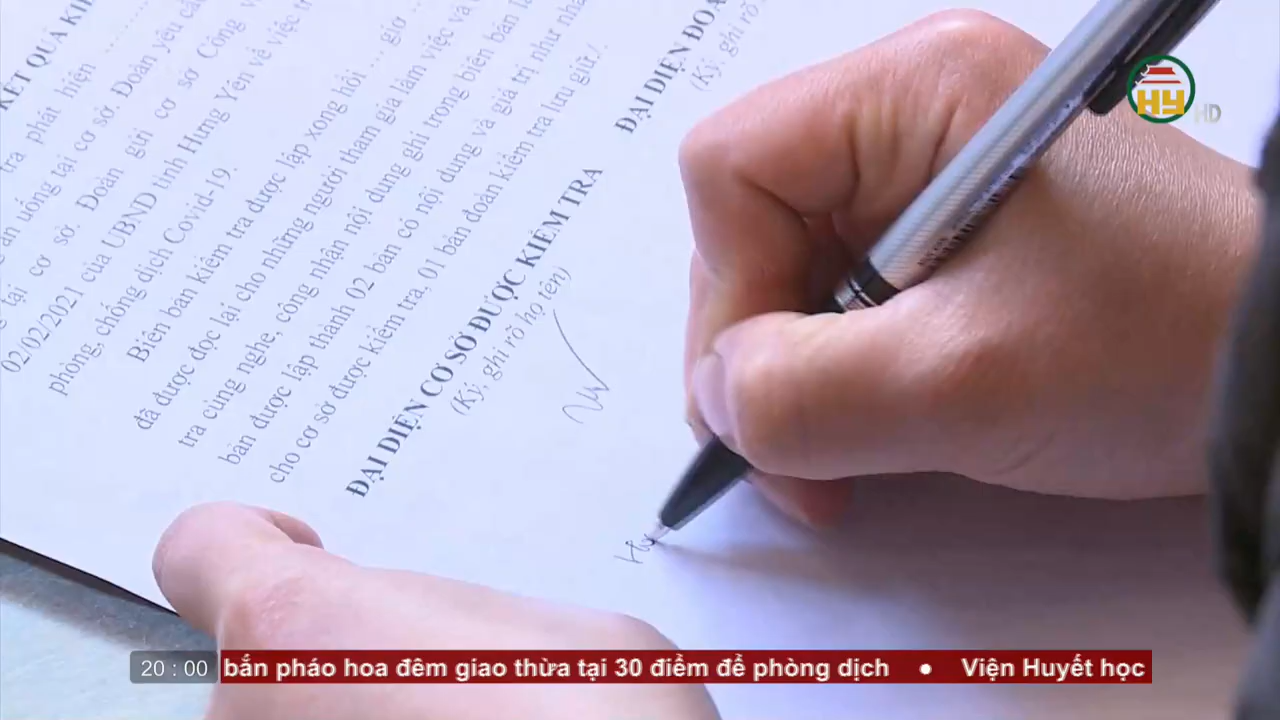 KẾT QUẢ KI
tra phát hiện ..........
ăn uống tại cơ sở. Đoàn yêu cầ
tại cơ sở. Đoàn gửi cơ sở Công v
02/02/2021 của UBND tỉnh Hưng Yên về việc
phòng, chống dịch Covid-19.
Biên bản kiểm tra được lập xong hồi ... giờ
đã được đọc lại cho những người tham gia làm việc và
tra cùng nghe, công nhận nội dung ghi trong biên bản
bản được lập thành 02 bản có nội dung và giá trị như nha
cho cơ sở được kiểm tra, 01 bản đoàn kiểm tra lưu giữ./.
ĐẠI DIỆN CƠ SỞ ĐƯỢC KIỂM TRA
(Ký, ghi rõ họ tên)
ĐẠI DIỆN ĐOÀ
(Ký, ghi rõ
HY
HD
20 : 00
bắn pháo hoa đêm giao thừa tại 30 điểm để phòng dịch • Viện Huyết học